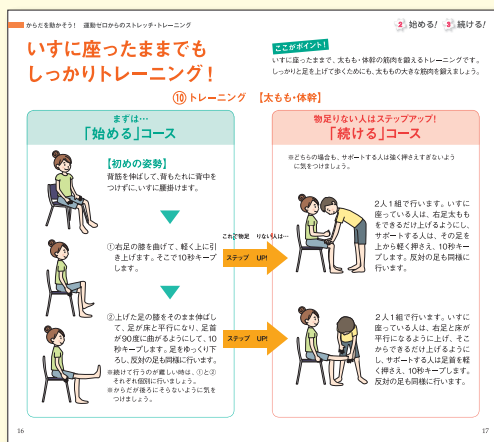 からだを動かそう！ 運動ゼロからのストレッチ・トレーニング
2 始める！ 3 続ける！
いすに座ったままでも
しっかりトレーニング！
ここがポイント！
いすに座ったままで、太もも・体幹の筋肉を鍛えるトレーニングです。
しっかりと足を上げて歩くためにも、太ももの大きな筋肉を鍛えましょう。
⑩トレーニング 【太もも・体幹】
まずは…
「始める」コース
【初めの姿勢】
背筋を伸ばして、背もたれに背中を
つけずに、いすに腰掛けます。
①右足の膝を曲げて、軽く上に引
き上げます。そこで10秒キープ
します。
②上げた足の膝をそのまま伸ばし
て、足が床と平行になり、足首
が90度に曲がるようにして、10
秒キープします。足をゆっくり下
ろし、反対の足も同様に行います。
※続けて行うのが難しい時は、①と②
それぞれ個別に行いましょう。
※からだが後ろにそらないように気を
つけましょう。
これで物足 りない人は…
ステップ UP!
ステップ UP!
物足りない人はステップアップ！
「続ける」コース
※どちらの場合も、サポートする人は強く押さえすぎないよう
に気をつけましょう。
2人1組で行います。いすに
座っている人は、右足太もも
をできるだけ上げるようにし、
サポートする人は、その足を
上から軽く押さえ、10秒キー
プします。反対の足も同様に
行います。
2人1組で行います。いすに
座っている人は、右足と床が
平行になるように上げ、そこ
からできるだけ上げるように
し、サポートする人は足首を軽
く押さえ、10秒キープします。
反対の足も同様に行います。
16
17